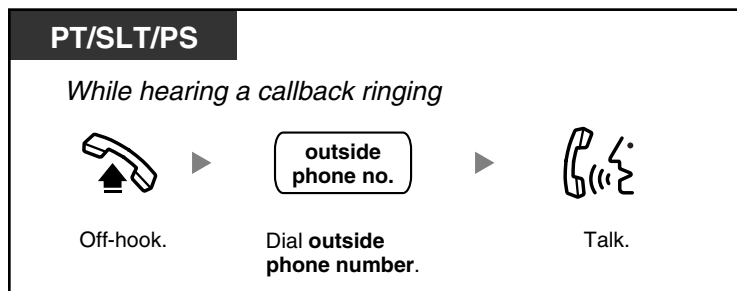 PT/SLT/PS
While hearing a callback ringing
outside
phone no.
Off-hook.
Dial outside
phone number.
Talk.